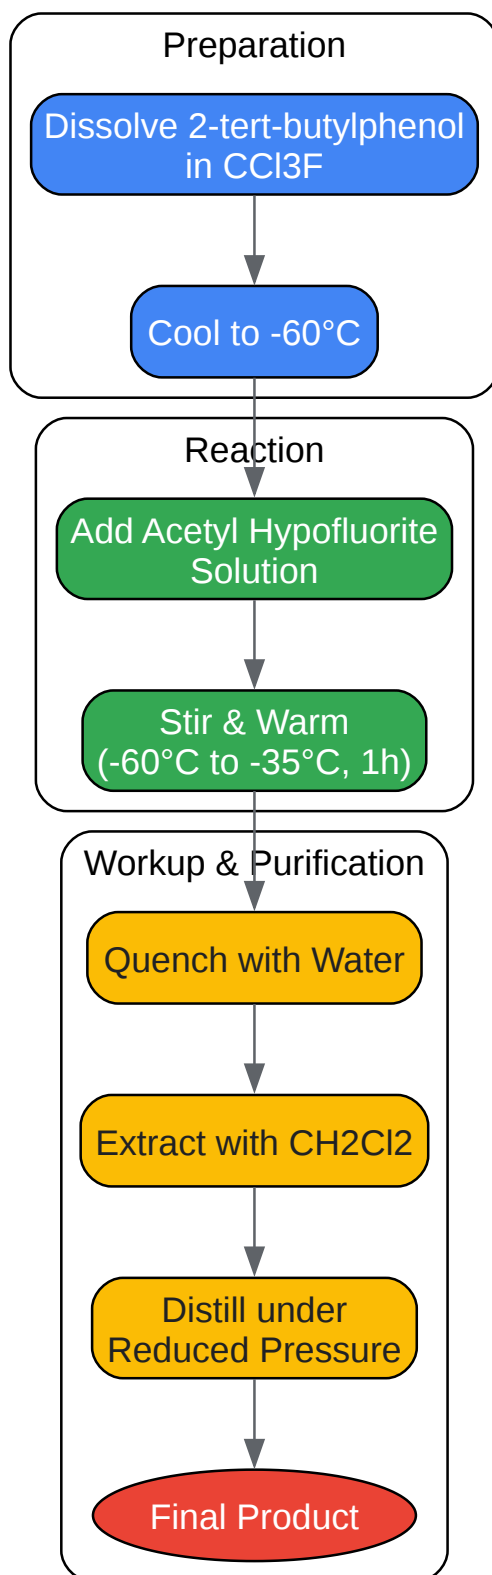 Preparation
Dissolve 2-tert-butylphenol
in CCl3F
Cool to -60°C
Reaction
Add Acetyl Hypofluorite
Solution
Stir & Warm
(-60°C to -35°C, 1h)
Workup & Purification
Quench with Water
Extract with CH2Cl2
Distill under
Reduced Pressure
Final Product